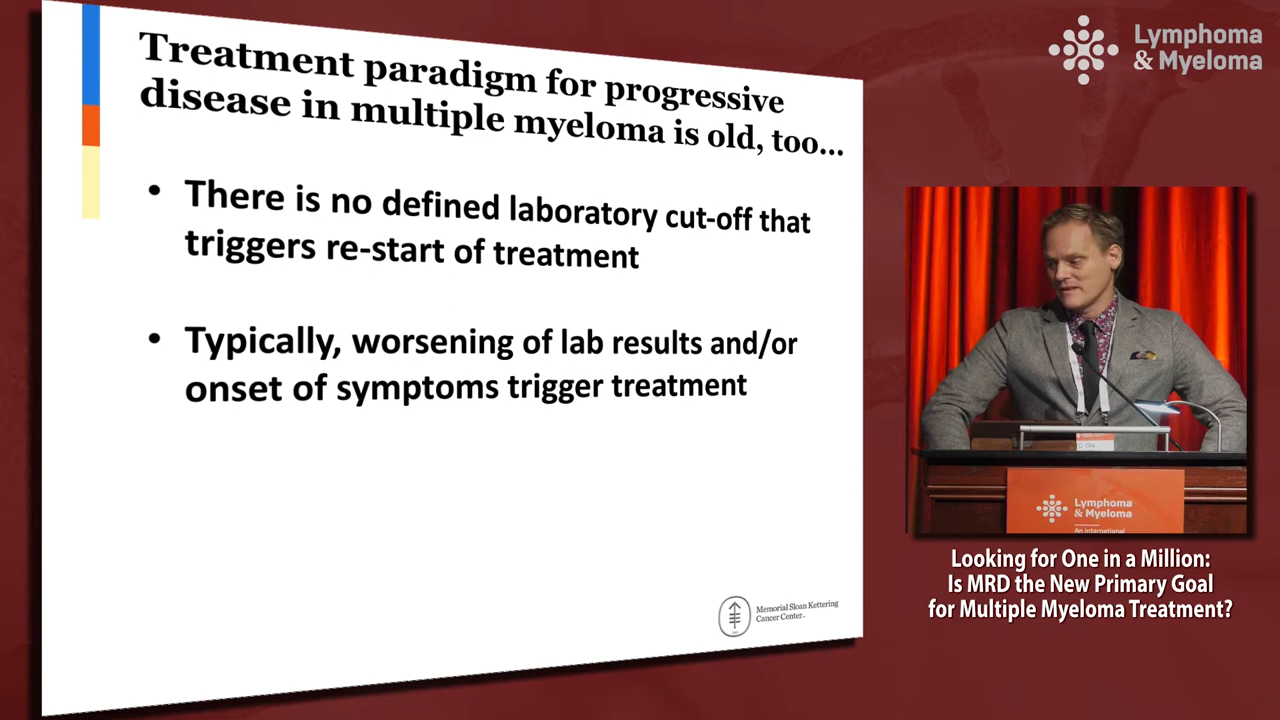 Treatment paradigm for progressive
disease in multiple myeloma is old, too...
• There is no defined laboratory cut-off that
triggers re-start of treatment
• Typically, worsening of lab results and/or
onset of symptoms trigger treatment
Memorial Sloan Kettering
Cancer Center
Lymphoma
& Myeloma
Lymphoma
& Myeloma
An International
Looking for One in a Million:
Is MRD the New Primary Goal
for Multiple Myeloma Treatment?